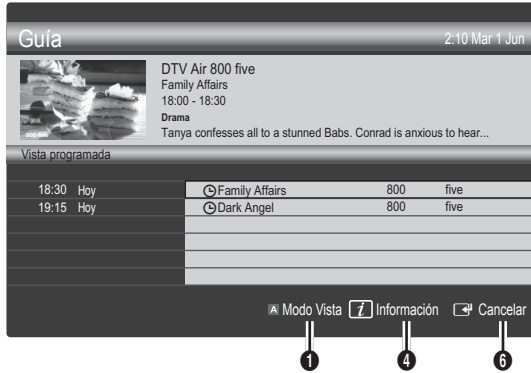 Guía
2:10 Mar 1 Jun
DTV Air 800 five
Family Affairs
18:00 - 18:30
Drama
Tanya confesses all to a stunned Babs. Conrad is anxious to hear...
800 five
Vista programada
18:30 Hoy Family Affairs 800 five
19:15 Hoy Dark Angel 800 five
A Modo Vista i Información Cancelar
1 4 6